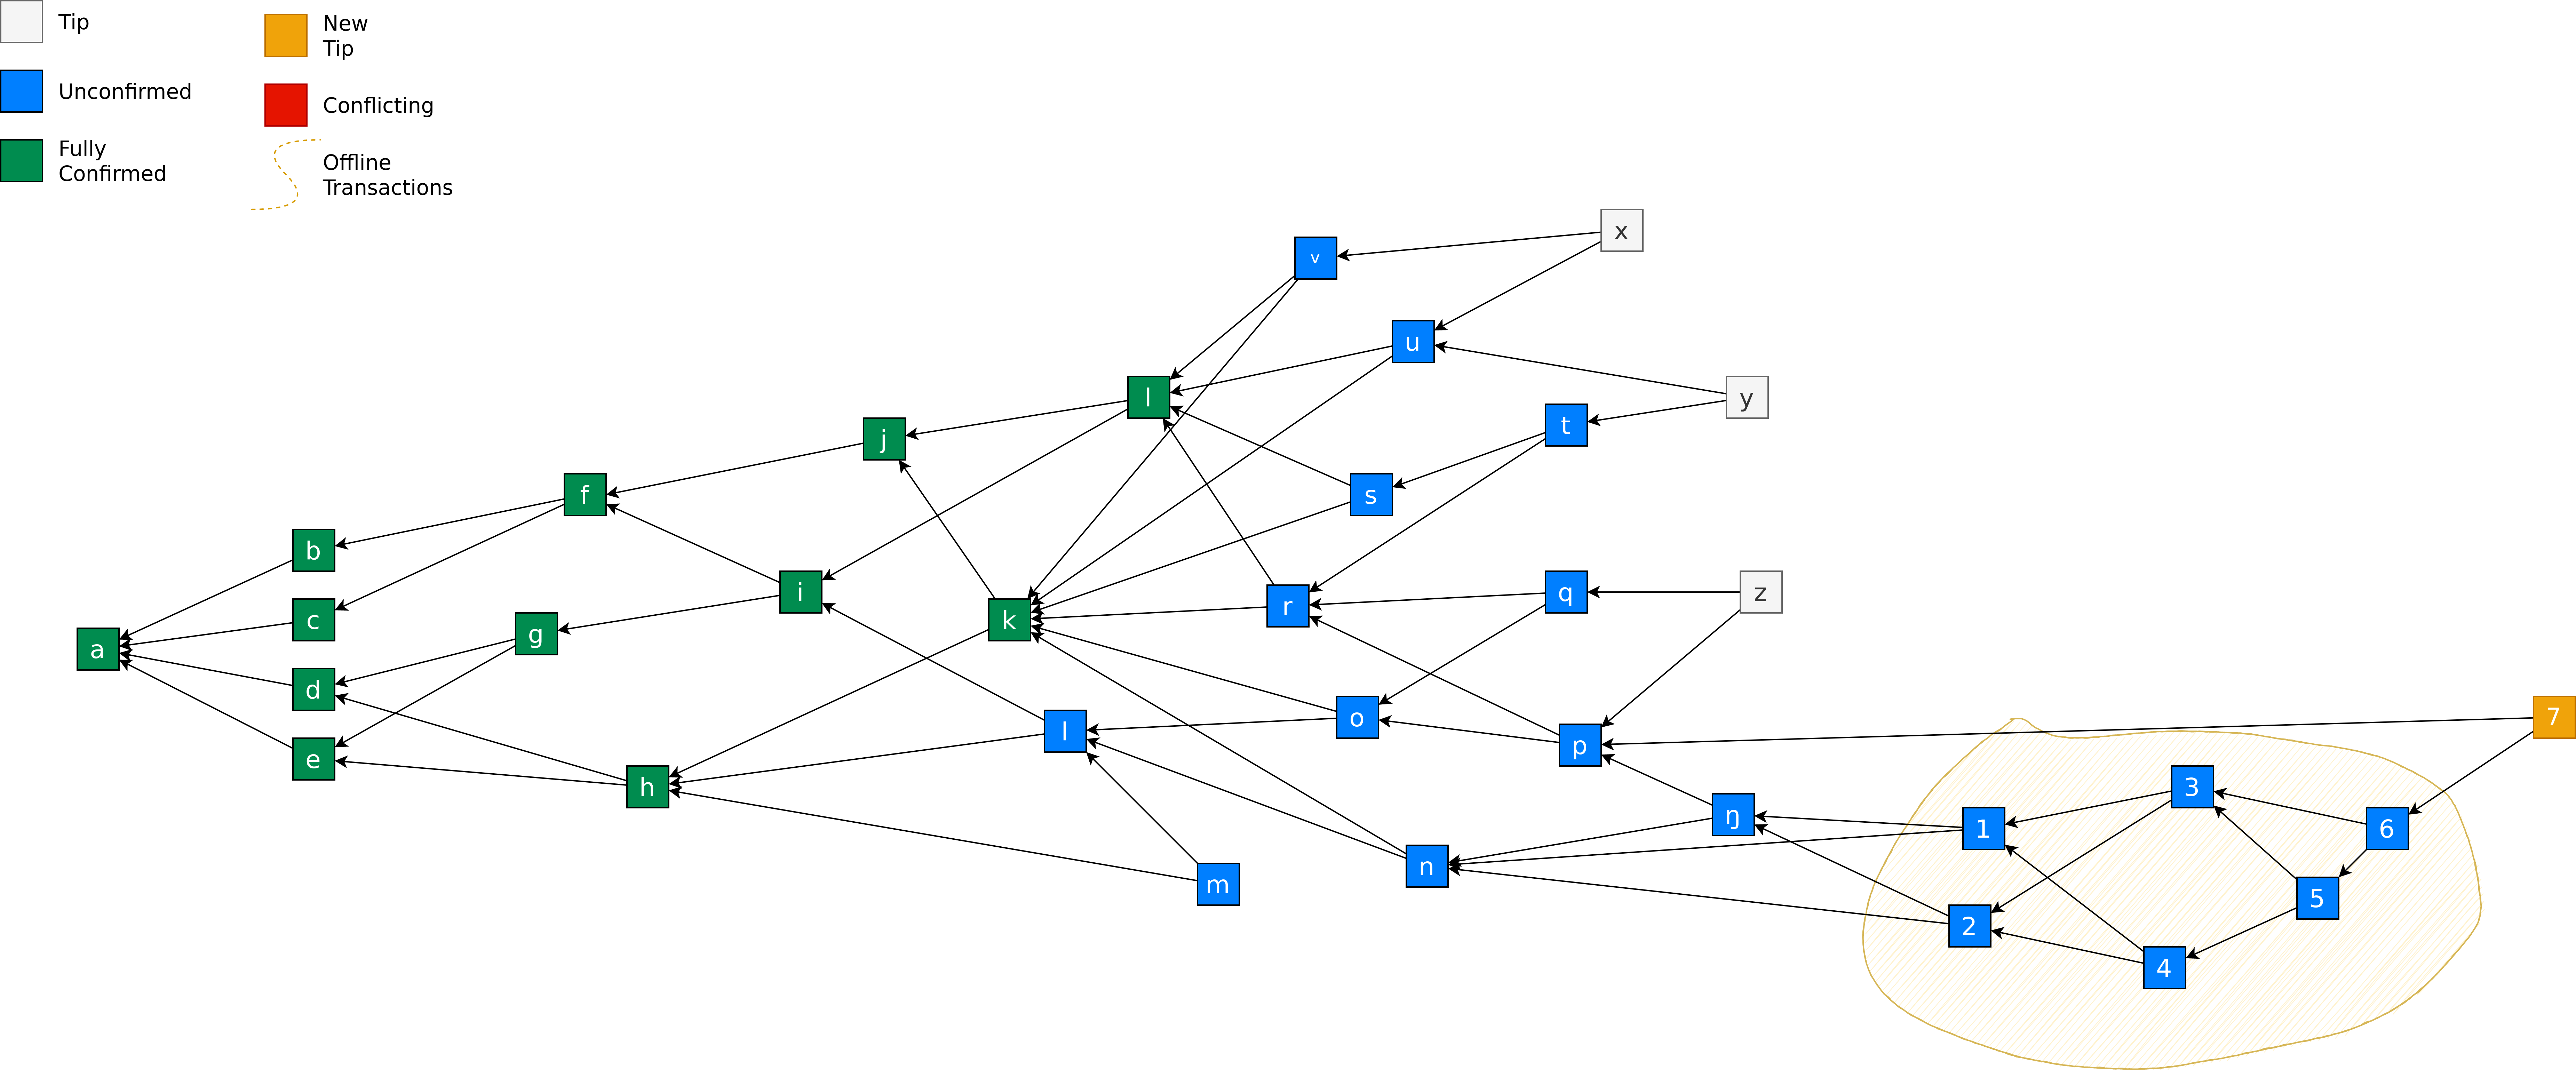 Tip
New
Tip
Unconfirmed
Conflicting
Fully
Confirmed
Offline
Transactions
x
v
u
l
y
t
j
s
f
b
i
q
z
r
c
k
g
a
d
7
o
l
p
e
h
3
ŋ
1
6
n
m
5
2
4